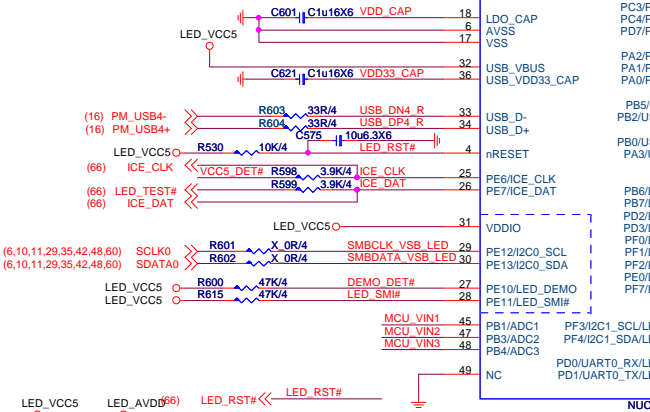 C601 C1u16X6 VDD_CAP 18 LDO_CAP PC3/P
6 AVSS PC4/P
LED_VCC5 17 VSS PD7/P
32 USB_VBUS PA2/P
C621 C1u16X6 VDD33_CAP 36 USB_VDD33_CAP PA1/P
PA0/P
PB5/
R603 33R/4 USB_DN4_R 33 USB_D- PB2/U
(16) PM_USB4-
(16) PM_USB4+ R604 33R/4 USB_DP4_R 34 USB_D+
C575 10u6.3X6 PB0/U
LED_VCC5 R530 10K/4 LED_RST# 4 nRESET PA3/U
(66) ICE_CLK VCC5_DET# R598 3.9K/4 ICE_CLK 25 PE6/ICE_CLK
(66) LED_TEST# R599 3.9K/4 ICE_DAT 26 PE7/ICE_DAT PB6/
(66) ICE_DAT PB7/
PD2/
LED_VCC5 31 VDDIO PD3/
PF0/
(6,10,11,29,35,42,48,60) SCLK0 R601 X_0R/4 SMBCLK_VSB_LED 29 PE12/I2C0_SCL PF1/
(6,10,11,29,35,42,48,60) SDATA0 R602 X_0R/4 SMBDATA_VSB_LED 30 PE13/I2C0_SDA PF2/
PE0/
LED_VCC5 R600 47K/4 DEMO_DET# 27 PE10/LED_DEMO PF7/
LED_VCC5 R615 47K/4 LED_SMI# 28 PE11/LED_SMI#
MCU_VIN1 45 PB1/ADC1 PF3/I2C1_SCL/LE
MCU_VIN2 47 PB3/ADC2 PF4/I2C1_SDA/LE
MCU_VIN3 48 PB4/ADC3
PD0/UART0_RX/LE
49 NC PD1/UART0_TX/LE
LED_VCC5 LED_AVDD (66) LED_RST# LED_RST# NUC